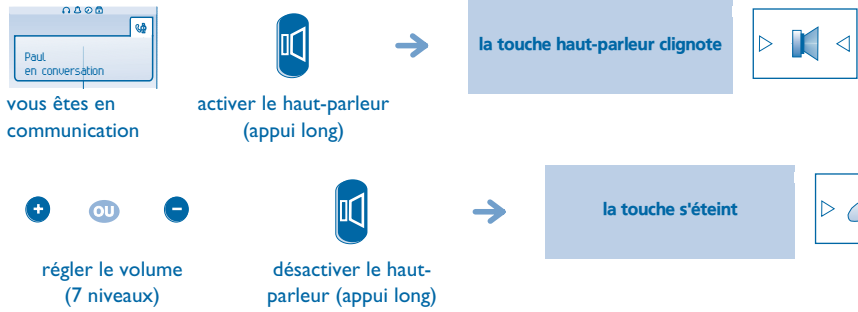 Paul
en conversation
vous êtes en
communication
activer le haut-parleur
(appui long)
la touche haut-parleur clignote
+ OU -
régler le volume
(7 niveaux)
désactiver le haut-
parleur (appui long)
la touche s'éteint